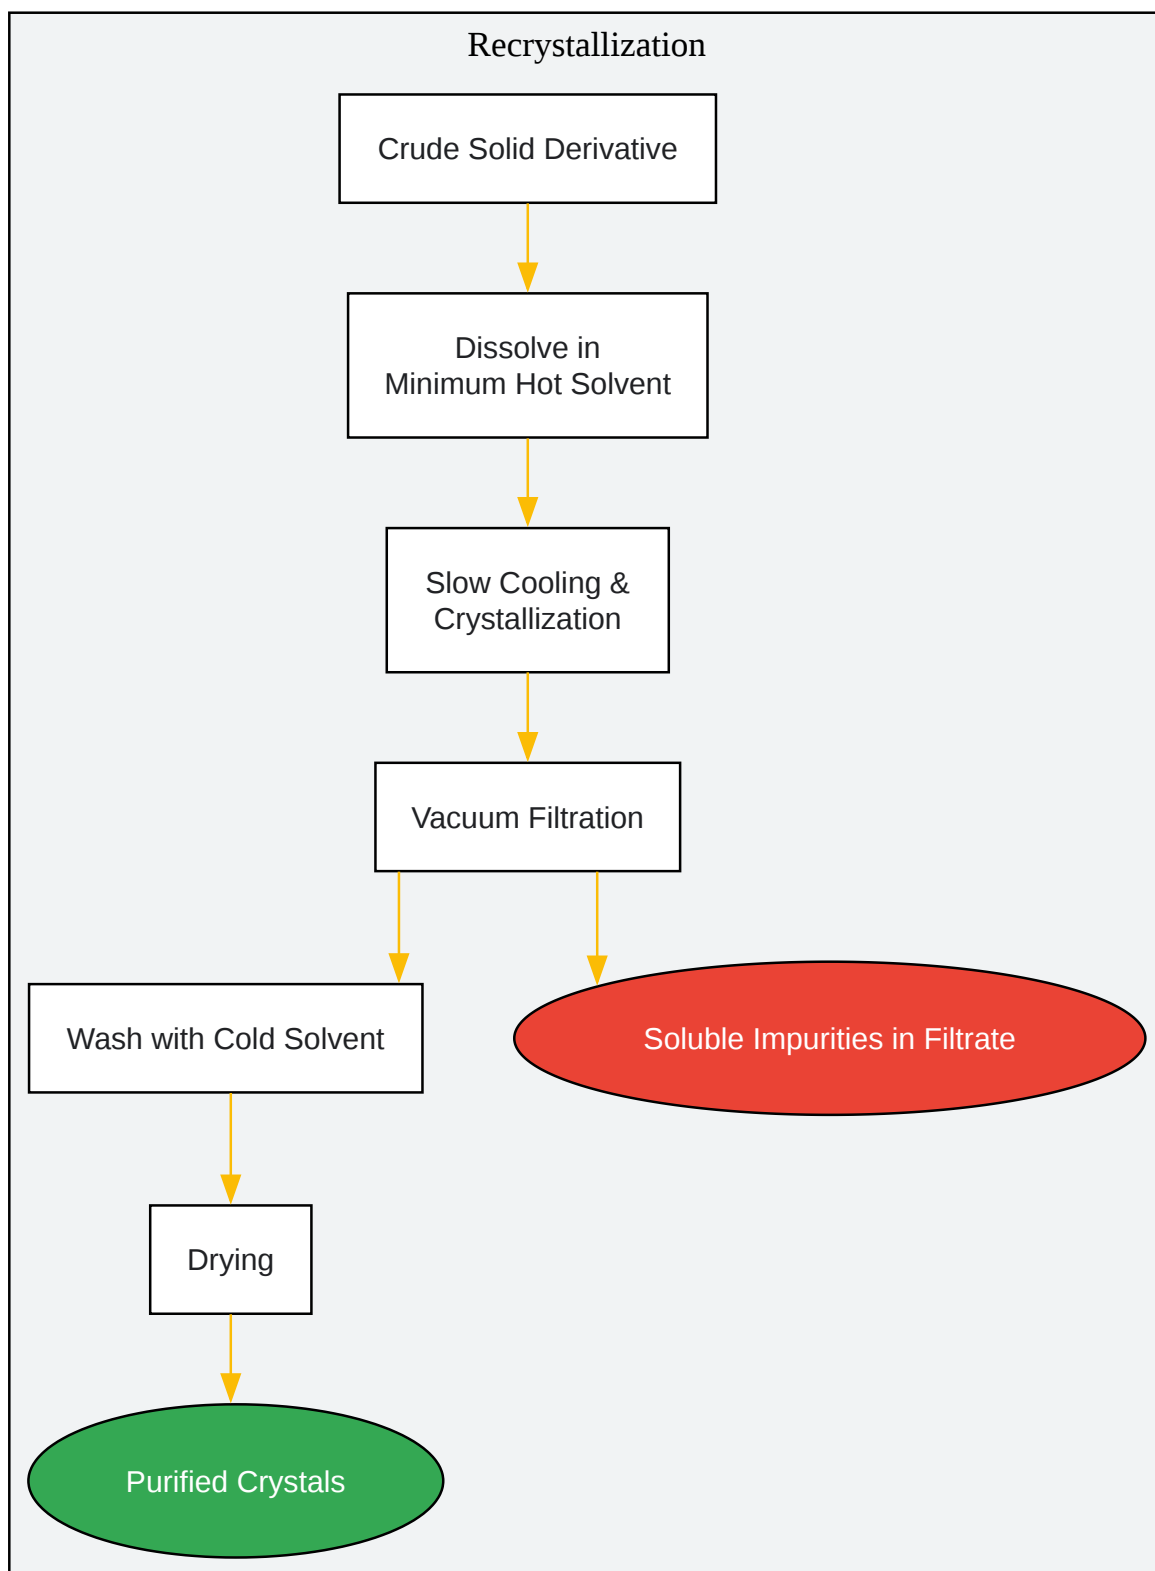 Recrystallization
Crude Solid Derivative
Dissolve in
Minimum Hot Solvent
Slow Cooling &
Crystallization
Vacuum Filtration
Wash with Cold Solvent
Soluble Impurities in Filtrate
Drying
Purified Crystals